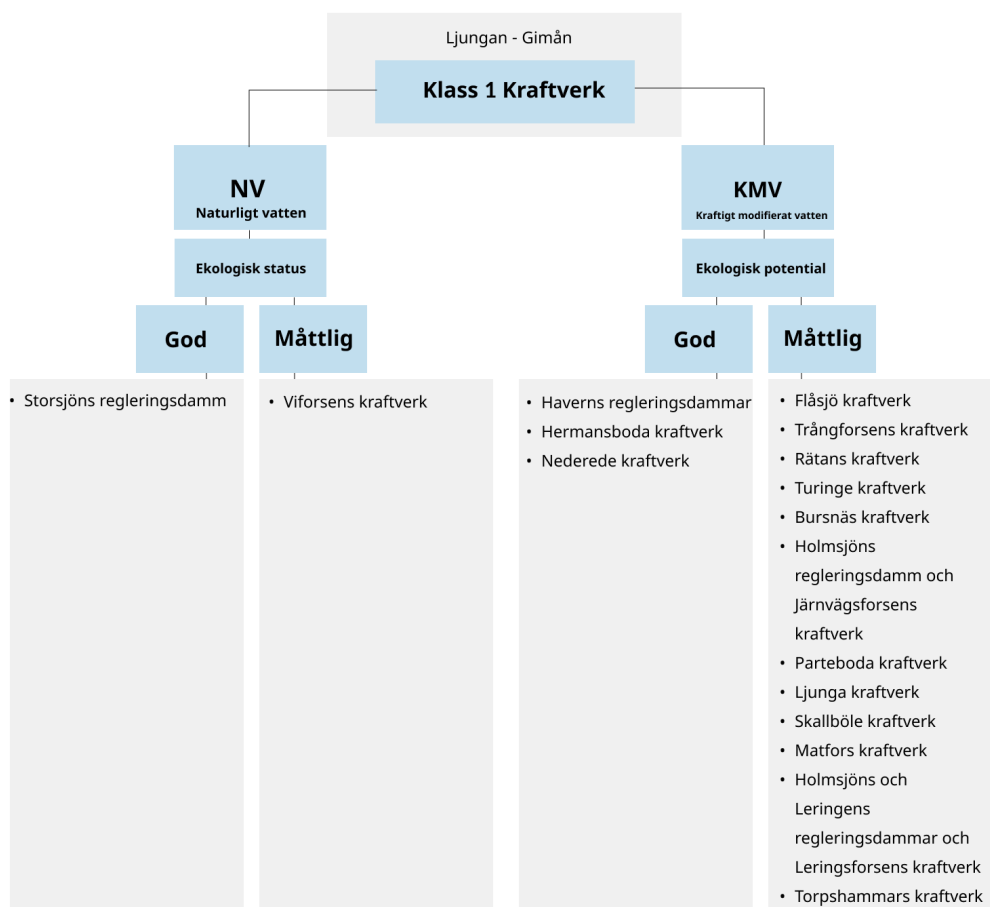 Ljungan - Gimån
Klass 1 Kraftverk
NV
Naturligt vatten
Ekologisk status
God
Måttlig
• Storsjöns regleringsdamm
• Viforsens kraftverk
KMV
Kraftigt modifierat vatten
Ekologisk potential
God
Måttlig
• Haverns regleringsdammar
• Hermansboda kraftverk
• Nederede kraftverk
• Flåsjö kraftverk
• Trångforsens kraftverk
• Rätans kraftverk
• Turinge kraftverk
• Bursnäs kraftverk
• Holmsjöns
regleringsdamm och
Järnvägsforsens
kraftverk
• Parteboda kraftverk
• Ljunga kraftverk
• Skallböle kraftverk
• Matfors kraftverk
• Holmsjöns och
Leringens
regleringsdammar och
Leringsforsens kraftverk
• Torpshammars kraftverk